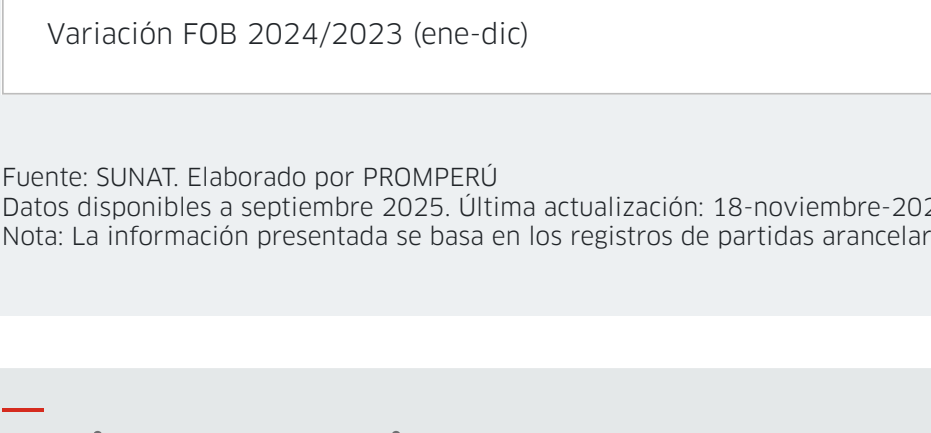 Variación FOB 2024/2023 (ene-dic)
Fuente: SUNAT. Elaborado por PROMPERÚ
Datos disponibles a septiembre 2025. Última actualización: 18-noviembre-202
Nota: La información presentada se basa en los registros de partidas arancelar